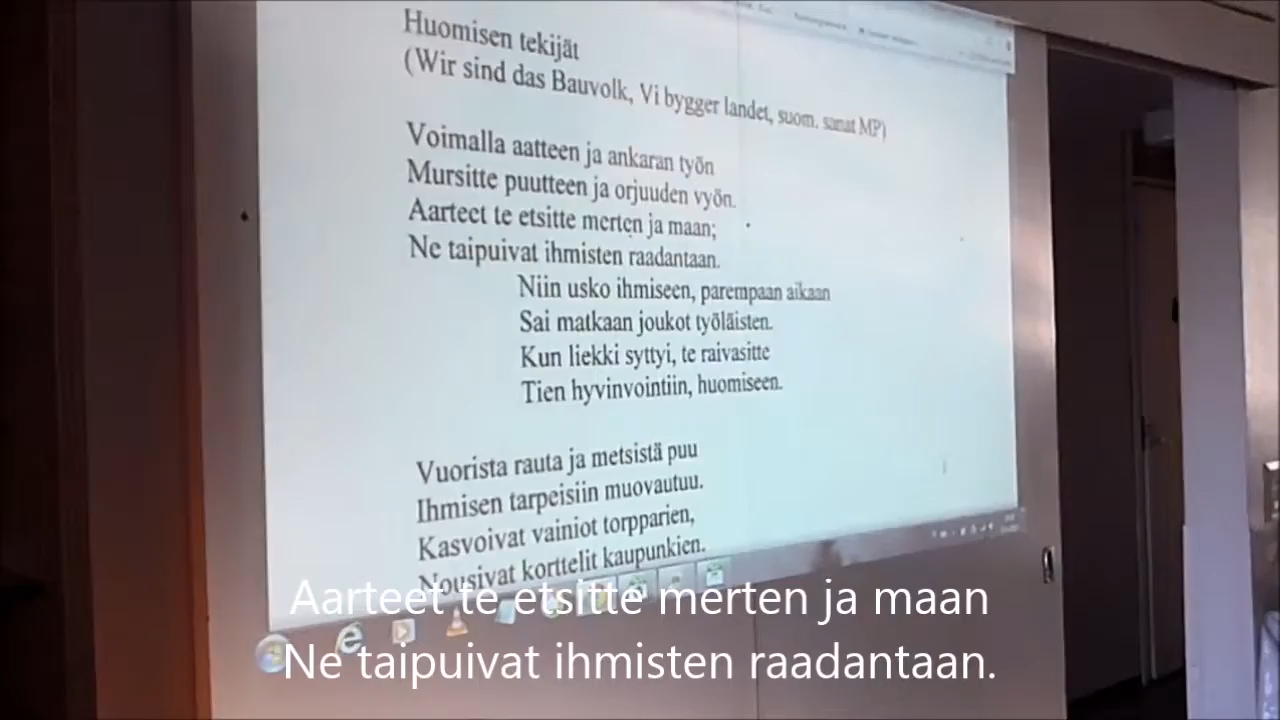 Huomisen tekijät
(Wir sind das Bauvolk, Vi bygger landet, suom. sanat MP)
Voimalla aatteen ja ankaran työn
Mursitte puutteen ja orjuuden vyön.
Aarteet te etsitte merten ja maan;
Ne taipuivat ihmisten raadantaan.
Niin usko ihmiseen, parempaan aikaan
Sai matkaan joukot työläisten.
Kun liekki syttyi, te raivasitte
Tien hyvinvointiin, huomiseen.
Vuorista rauta ja metsistä puu
Ihmisen tarpeisiin muovautuu.
Kasvoivat vainiot torpparien,
Nousivat korttelit kaupunkien.
Aarteet te etsitte merten ja maan
Ne taipuivat ihmisten raadantaan.